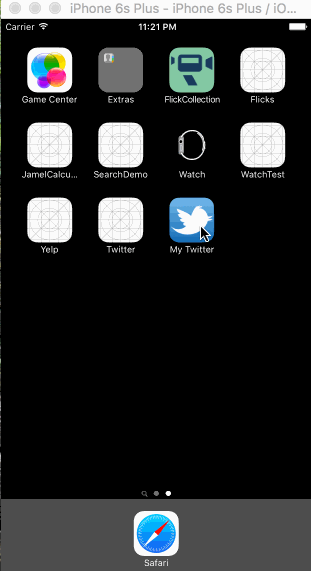 iPhone 6s Plus - iPhone 6s Plus / iO...
Carrier 11:21 PM
Game Center Extras FlickCollection Flicks
JamelCalcu... SearchDemo Watch WatchTest
Yelp Twitter My Twitter
Safari